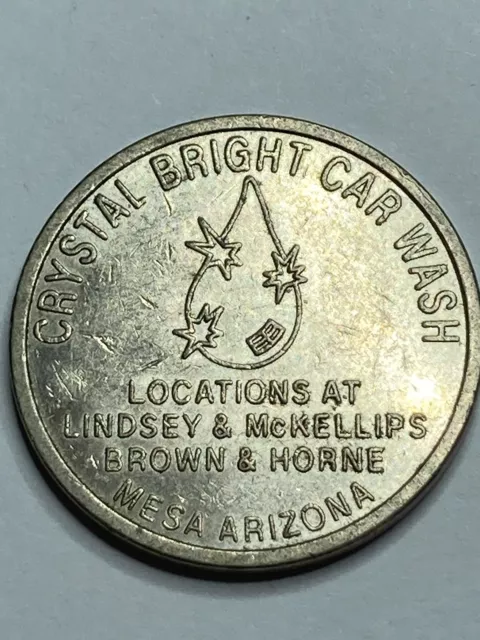 CRYSTAL BRIGHT CAR WASH
LOCATIONS AT
LINDSEY & McKELLIPS
BROWN & HORNE
MESA ARIZONA